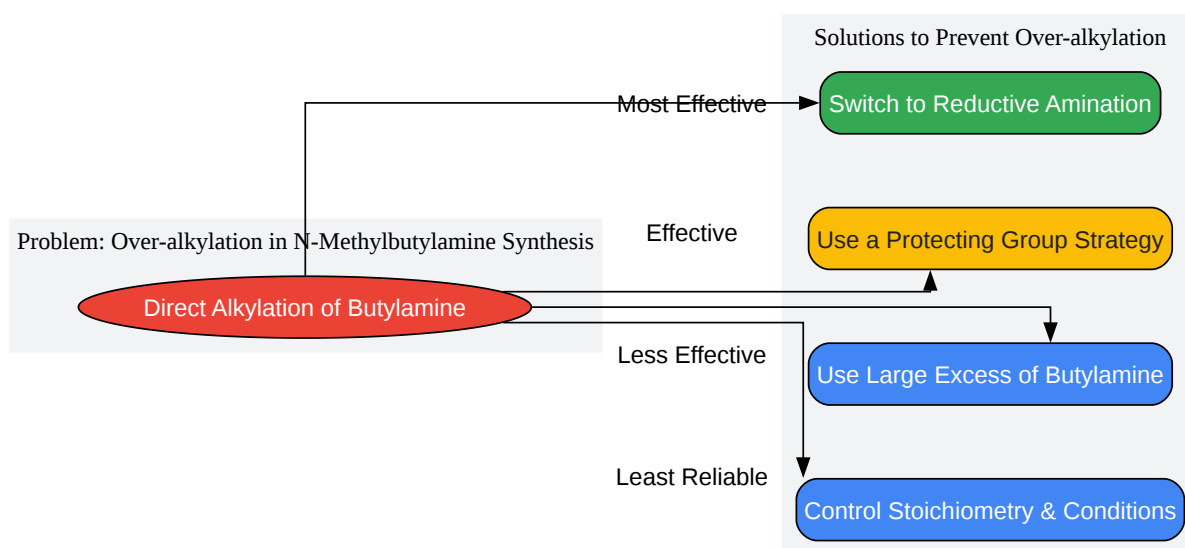 Solutions to Prevent Over-alkylation
Most Effective
Switch to Reductive Amination
Problem: Over-alkylation in N-Methylbutylamine Synthesis
Direct Alkylation of Butylamine
Effective
Use a Protecting Group Strategy
Less Effective
Use Large Excess of Butylamine
Least Reliable
Control Stoichiometry & Conditions